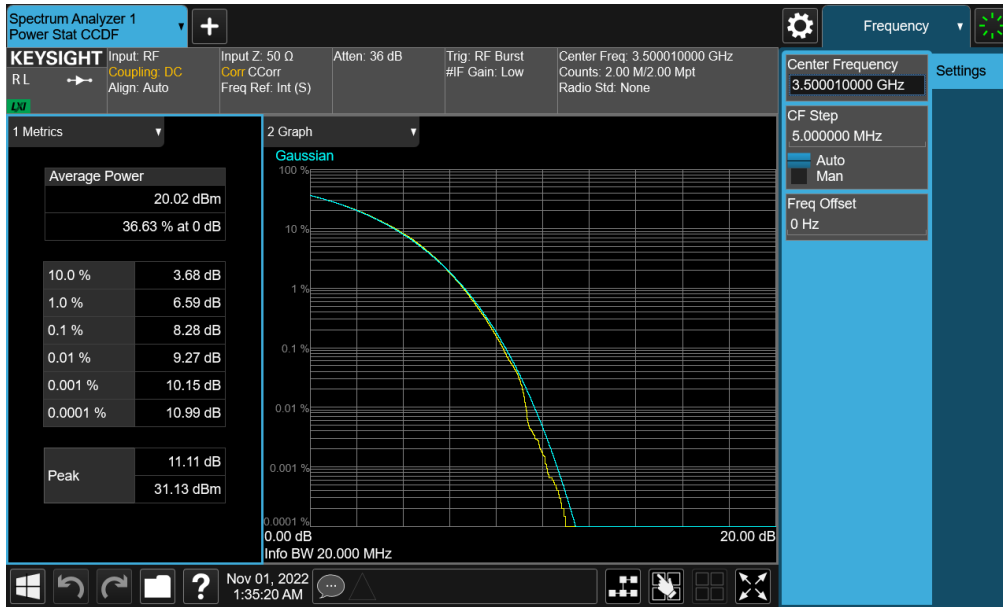 Spectrum Analyzer 1
Power Stat CCDF
+
Frequency
KEYSIGHT
R L
LXI
Input: RF
Coupling: DC
Align: Auto
Input Z: 50 Ω
Corr CCorr
Freq Ref: Int (S)
Atten: 36 dB
Trig: RF Burst
#IF Gain: Low
Center Freq: 3.500010000 GHz
Counts: 2.00 M/2.00 Mpt
Radio Std: None
Center Frequency
3.500010000 GHz
Settings
CF Step
5.000000 MHz
Auto
Man
Freq Offset
0 Hz
1 Metrics
Average Power
20.02 dBm
36.63 % at 0 dB
10.0 % 3.68 dB
1.0 % 6.59 dB
0.1 % 8.28 dB
0.01 % 9.27 dB
0.001 % 10.15 dB
0.0001 % 10.99 dB
Peak
11.11 dB
31.13 dBm
2 Graph
Gaussian
100 %
10 %
1 %
0.1 %
0.01 %
0.001 %
0.0001 %
0.00 dB 20.00 dB
Info BW 20.000 MHz
?
Nov 01, 2022
1:35:20 AM